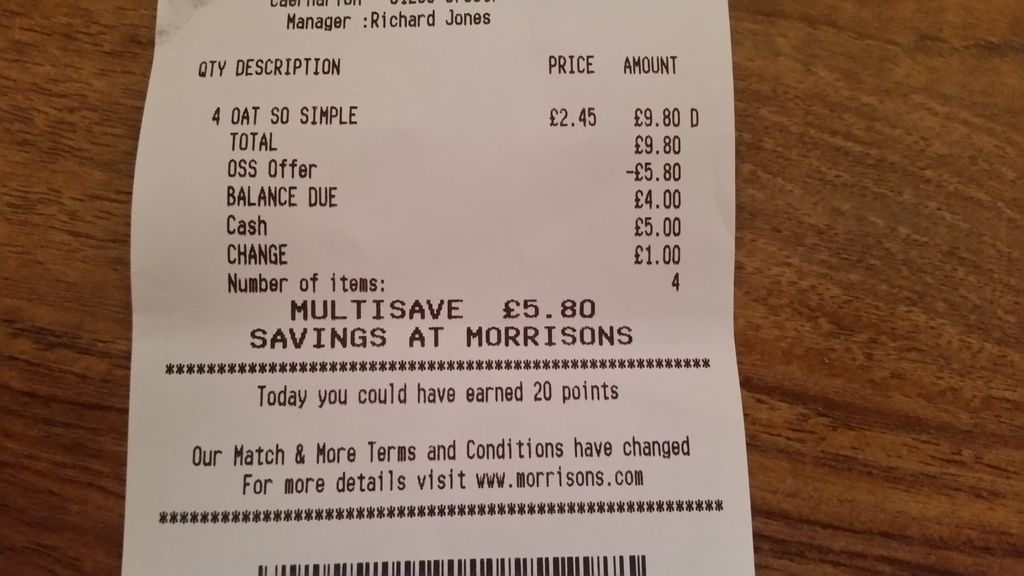 Caernarfon
Manager :Richard Jones
QTY DESCRIPTION PRICE AMOUNT
4 OAT SO SIMPLE £2.45 £9.80 D
TOTAL £9.80
OSS Offer -£5.80
BALANCE DUE £4.00
Cash £5.00
CHANGE £1.00
Number of items: 4
MULTISAVE £5.80
SAVINGS AT MORRISONS
*****************************************************
Today you could have earned 20 points
Our Match & More Terms and Conditions have changed
For more details visit www.morrisons.com
*****************************************************